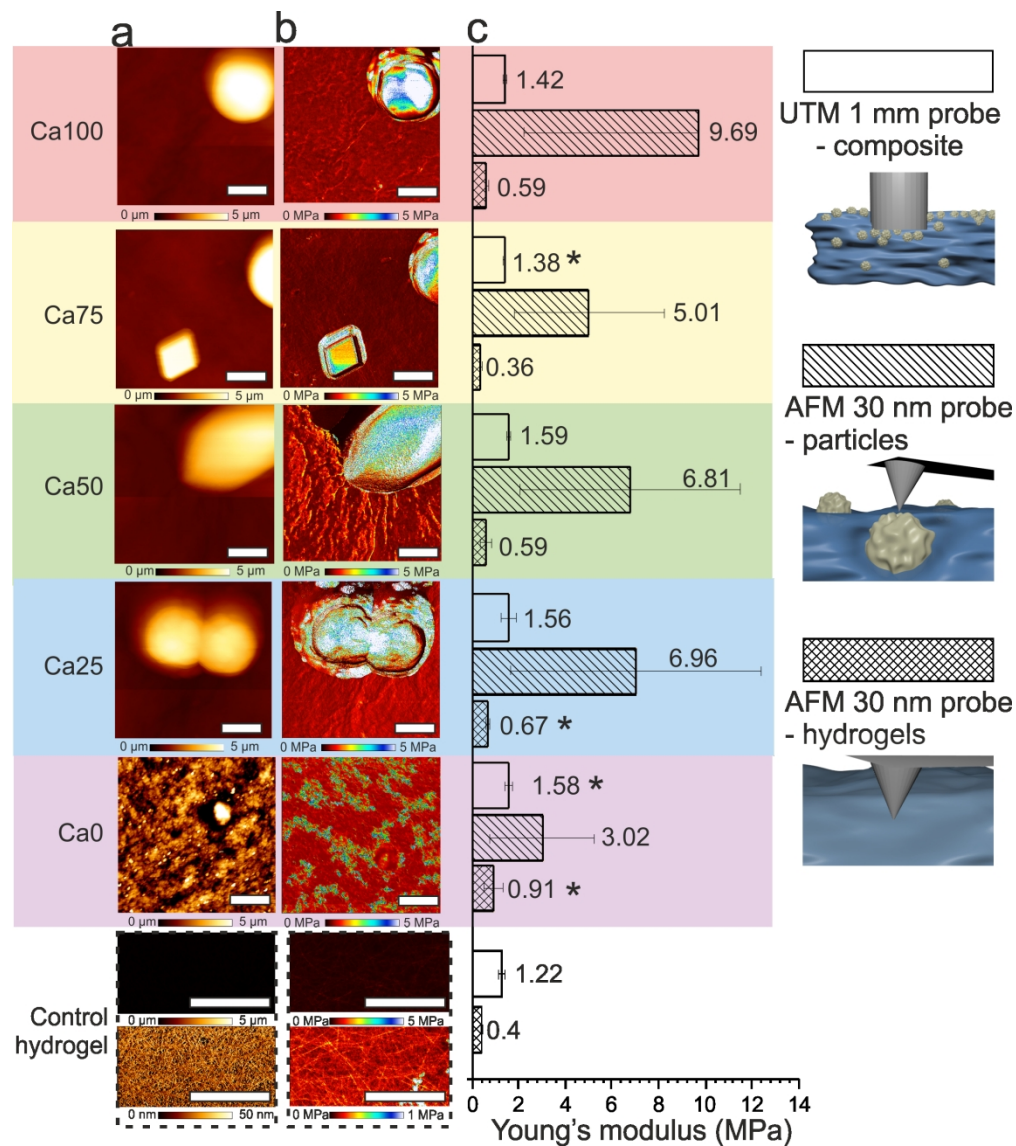 a
b
c
Ca100
0 µm
5 µm
0 MPa
5 MPa
1.42
9.69
0.59
Ca75
0 µm
5 µm
0 MPa
5 MPa
1.38 *
5.01
0.36
Ca50
0 µm
5 µm
0 MPa
5 MPa
1.59
6.81
0.59
Ca25
0 µm
5 µm
0 MPa
5 MPa
1.56
6.96
0.67 *
Ca0
0 µm
5 µm
0 MPa
5 MPa
1.58 *
3.02
0.91 *
Control
hydrogel
0 µm
5 µm
0 MPa
5 MPa
0 nm
50 nm
0 MPa
1 MPa
1.22
0.4
0 2 4 6 8 10 12 14
Young's modulus (MPa)
UTM 1 mm probe
- composite
AFM 30 nm probe
- particles
AFM 30 nm probe
- hydrogels